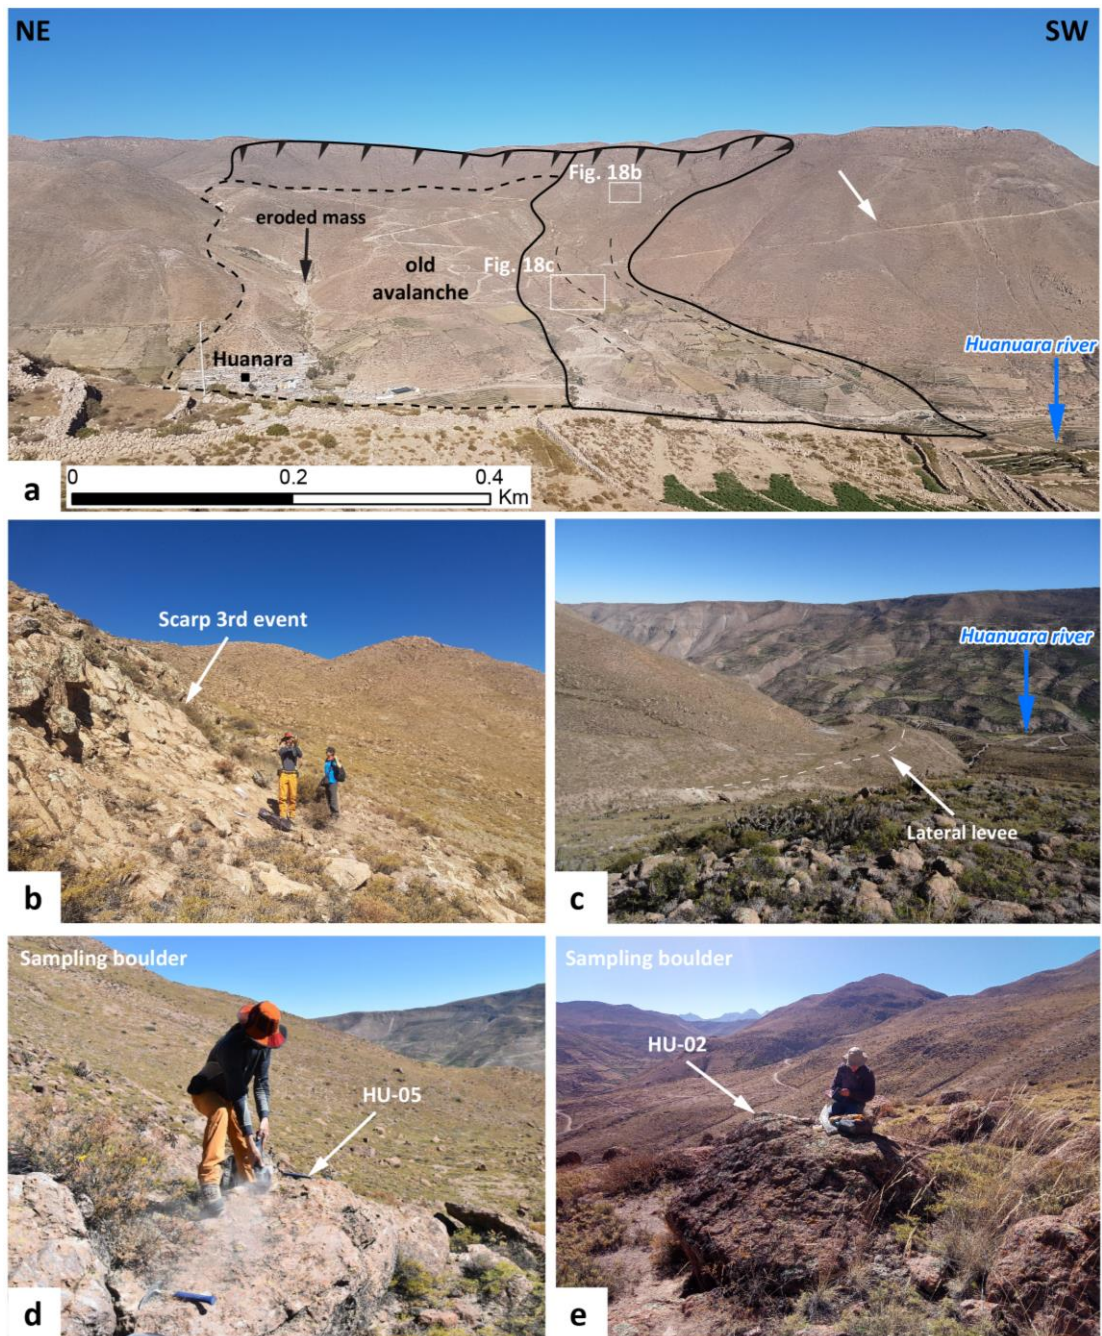 NE
SW
Fig. 18b
eroded mass
old
avalanche
Fig. 18c
Huanara
Huanuara river
0
0.2
0.4
Km
a
Scarp 3rd event
b
Huanuara river
Lateral levee
c
Sampling boulder
HU-05
d
Sampling boulder
HU-02
e